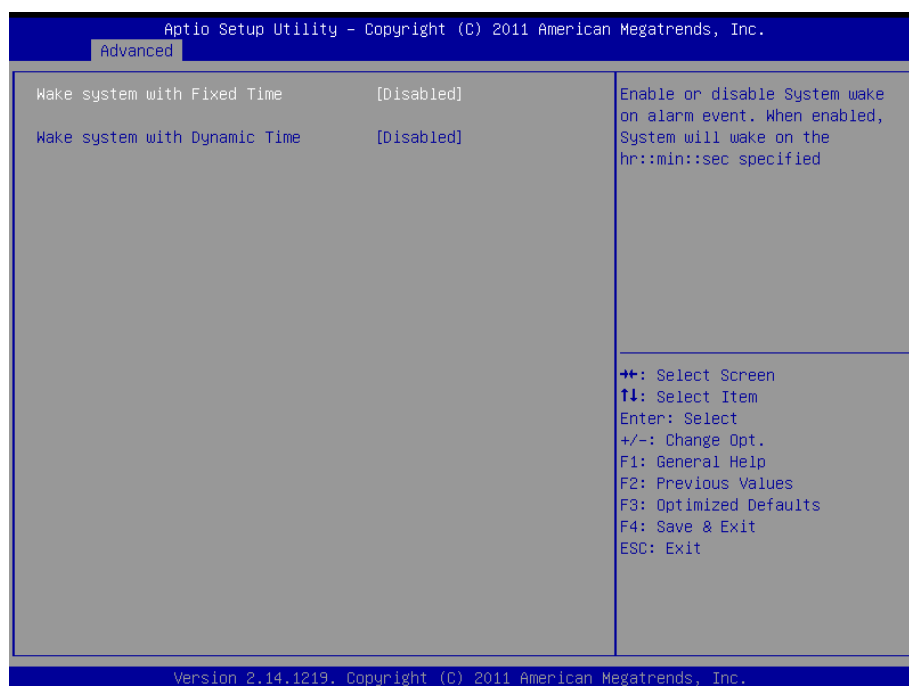 Aptio Setup Utility – Copyright (C) 2011 American Megatrends, Inc.
Advanced
Wake system with Fixed Time [Disabled]
Wake system with Dynamic Time [Disabled]
Enable or disable System wake
on alarm event. When enabled,
System will wake on the
hr::min::sec specified
→←: Select Screen
↑↓: Select Item
Enter: Select
+/-: Change Opt.
F1: General Help
F2: Previous Values
F3: Optimized Defaults
F4: Save & Exit
ESC: Exit
Version 2.14.1219. Copyright (C) 2011 American Megatrends, Inc.